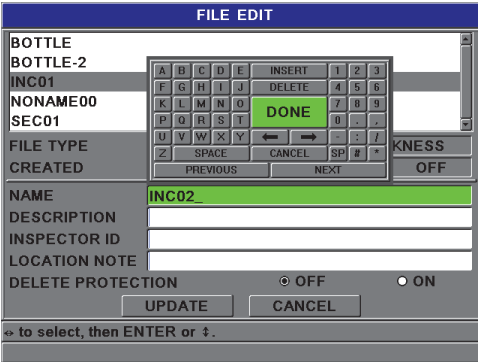 FILE EDIT
BOTTLE
BOTTLE-2
INC01
NONAME00
SEC01
A B C D E INSERT 1 2 3
F G H I J DELETE 4 5 6
K L M N O DONE 7 8 9
P Q R S T 0 . ,
U V W X Y - : /
Z SPACE CANCEL SP # *
PREVIOUS NEXT
FILE TYPE KNESS
CREATED OFF
NAME INC02_
DESCRIPTION
INSPECTOR ID
LOCATION NOTE
DELETE PROTECTION OFF ON
UPDATE CANCEL
⇔ to select, then ENTER or ⇕.